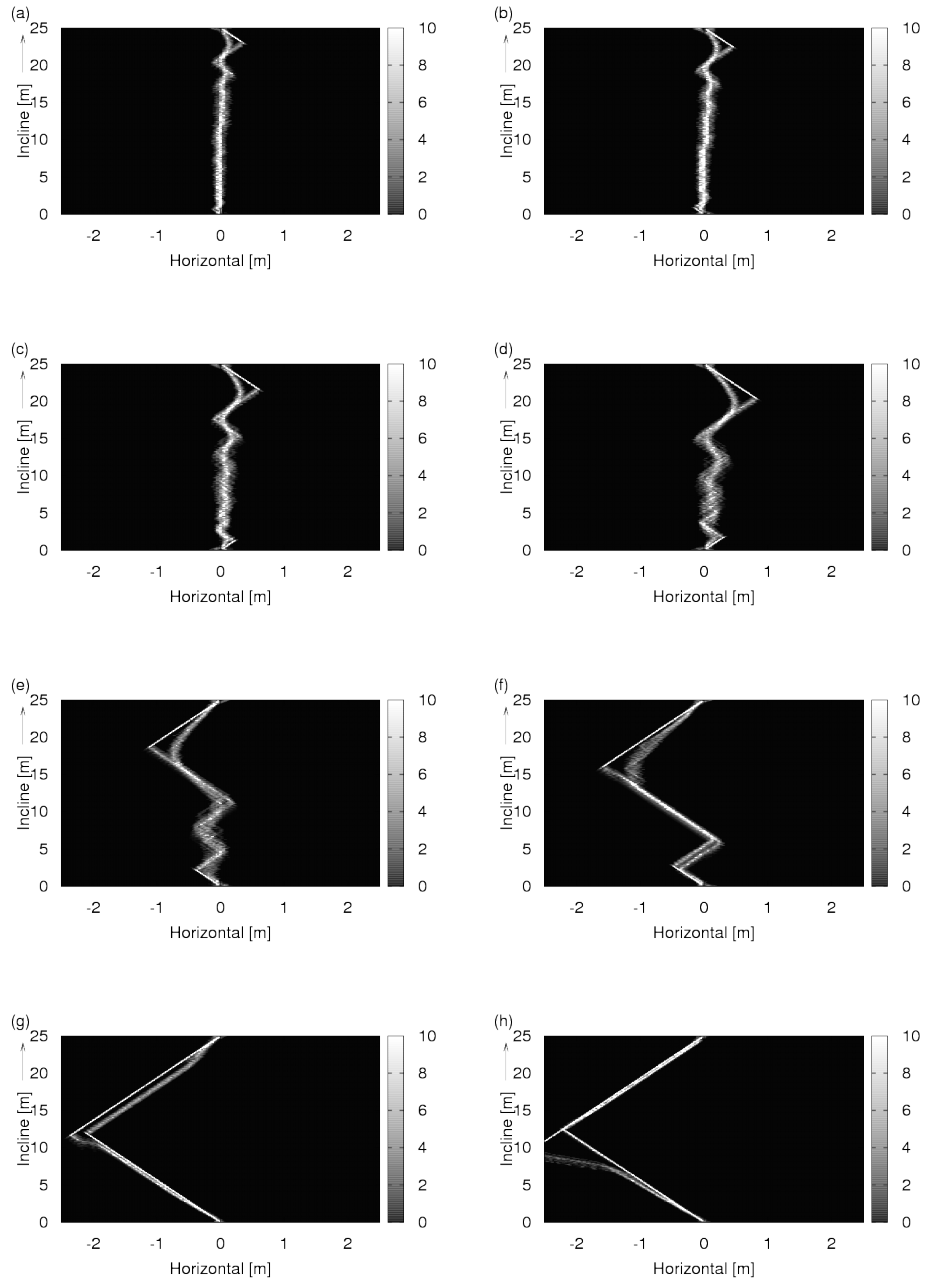 (a) (b)
25 10 25 10
20 8 20 8
15 6 15 6
10 4 10 4
5 2 5 2
0 0 0 0
Incline [m] Incline [m]
-2 -1 0 1 2 -2 -1 0 1 2
Horizontal [m] Horizontal [m]
(c) (d)
25 10 25 10
20 8 20 8
15 6 15 6
10 4 10 4
5 2 5 2
0 0 0 0
Incline [m] Incline [m]
-2 -1 0 1 2 -2 -1 0 1 2
Horizontal [m] Horizontal [m]
(e) (f)
25 10 25 10
20 8 20 8
15 6 15 6
10 4 10 4
5 2 5 2
0 0 0 0
Incline [m] Incline [m]
-2 -1 0 1 2 -2 -1 0 1 2
Horizontal [m] Horizontal [m]
(g) (h)
25 10 25 10
20 8 20 8
15 6 15 6
10 4 10 4
5 2 5 2
0 0 0 0
Incline [m] Incline [m]
-2 -1 0 1 2 -2 -1 0 1 2
Horizontal [m] Horizontal [m]